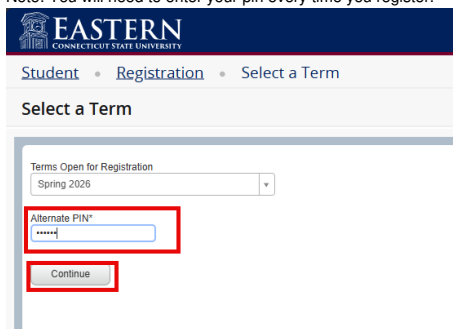 Note: You will need to enter your pin every time you register.
EASTERN
CONNECTICUT STATE UNIVERSITY
Student • Registration • Select a Term
Select a Term
Terms Open for Registration
Spring 2026
Alternate PIN*
••••••
Continue